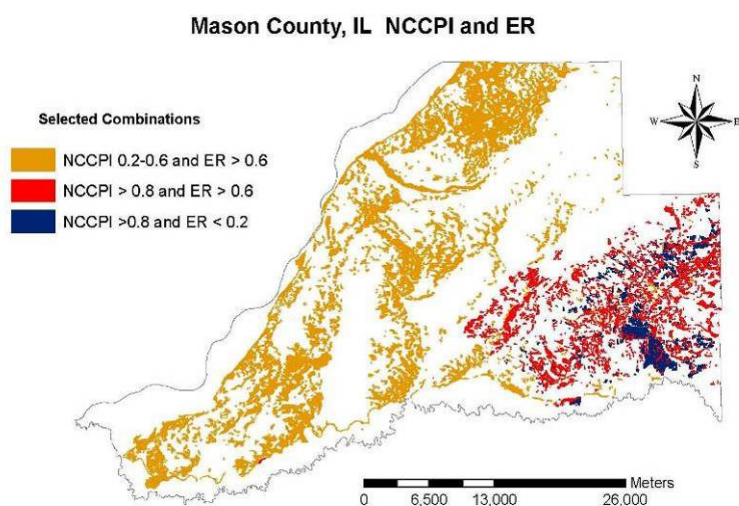 Mason County, IL NCCPI and ER
Selected Combinations
NCCPI 0.2-0.6 and ER > 0.6
NCCPI > 0.8 and ER > 0.6
NCCPI >0.8 and ER < 0.2
N
W E
S
Meters
0 6,500 13,000 26,000